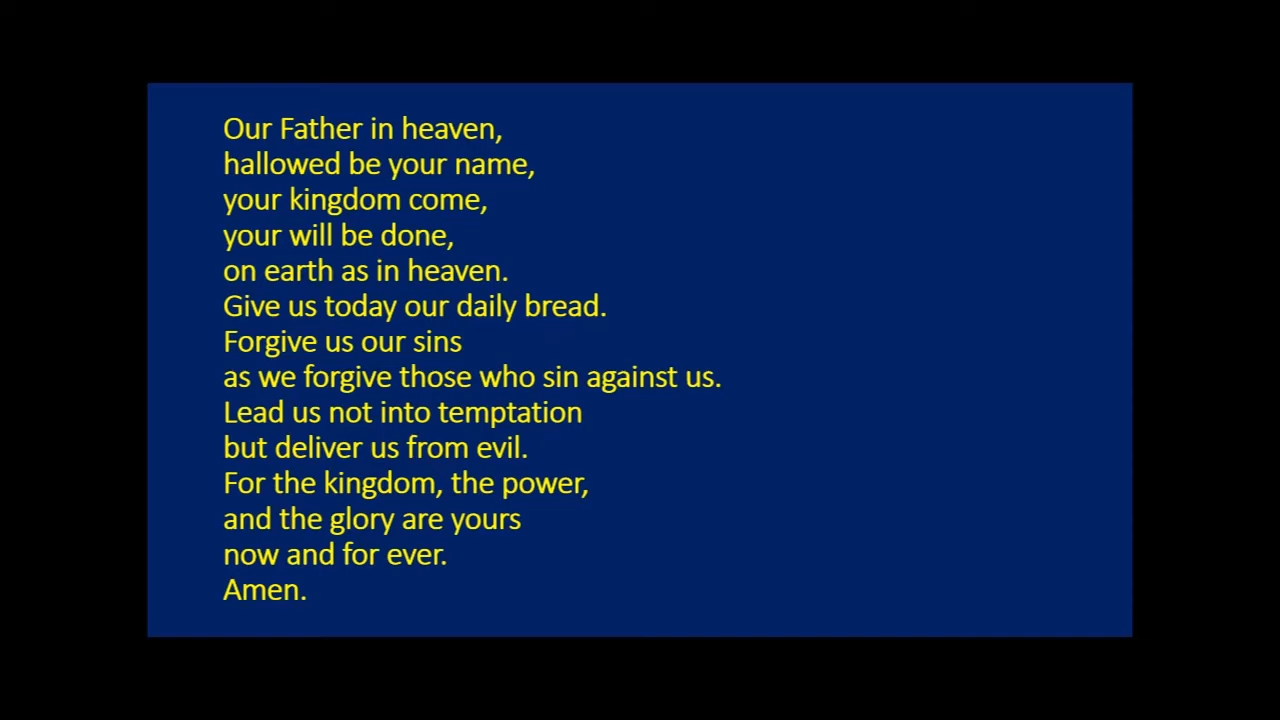 Our Father in heaven,
hallowed be your name,
your kingdom come,
your will be done,
on earth as in heaven.
Give us today our daily bread.
Forgive us our sins
as we forgive those who sin against us.
Lead us not into temptation
but deliver us from evil.
For the kingdom, the power,
and the glory are yours
now and for ever.
Amen.